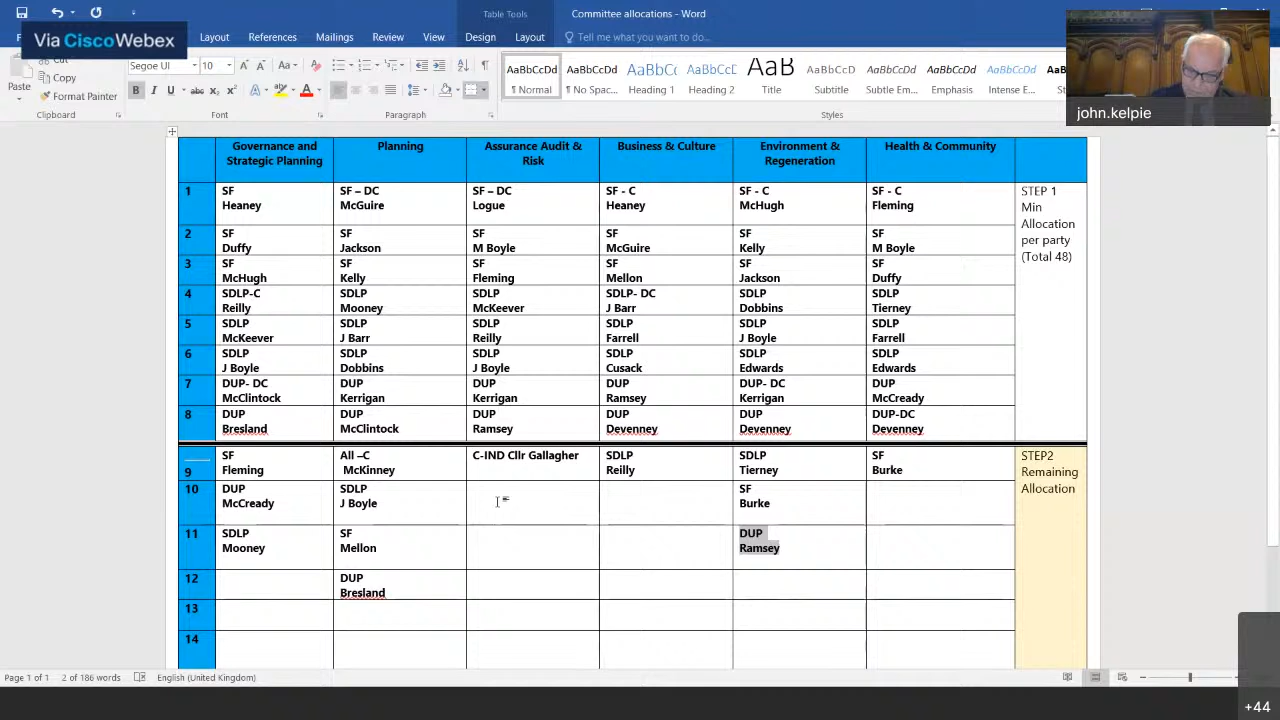 Table Tools
Committee allocations - Word
Via CiscoWebex
Layout
References
Mailings
Review
View
Design
Layout
Tell me what you want to do...
Cut
Copy
Paste
Format Painter
Segoe UI
10
B I U abc x₂ x²
AaBbCcDd AaBbCcDd AaBbCc AaBbCcD AaB AaBbCcD AaBbCcDd AaBbCcDd AaBbCcDd
¶ Normal ¶ No Spac... Heading 1 Heading 2 Title Subtitle Subtle Em... Emphasis Intense E...
Clipboard
Font
Paragraph
Styles
john.kelpie
Governance and
Strategic Planning
Planning
Assurance Audit &
Risk
Business & Culture
Environment &
Regeneration
Health & Community
1
SF
Heaney
SF – DC
McGuire
SF – DC
Logue
SF - C
Heaney
SF - C
McHugh
SF - C
Fleming
STEP 1
Min
Allocation
per party
(Total 48)
2
SF
Duffy
SF
Jackson
SF
M Boyle
SF
McGuire
SF
Kelly
SF
M Boyle
3
SF
McHugh
SF
Kelly
SF
Fleming
SF
Mellon
SF
Jackson
SF
Duffy
4
SDLP-C
Reilly
SDLP
Mooney
SDLP
McKeever
SDLP- DC
J Barr
SDLP
Dobbins
SDLP
Tierney
5
SDLP
McKeever
SDLP
J Barr
SDLP
Reilly
SDLP
Farrell
SDLP
J Boyle
SDLP
Farrell
6
SDLP
J Boyle
SDLP
Dobbins
SDLP
J Boyle
SDLP
Cusack
SDLP
Edwards
SDLP
Edwards
7
DUP- DC
McClintock
DUP
Kerrigan
DUP
Kerrigan
DUP
Ramsey
DUP- DC
Kerrigan
DUP
McCready
8
DUP
Bresland
DUP
McClintock
DUP
Ramsey
DUP
Devenney
DUP
Devenney
DUP-DC
Devenney
9
SF
Fleming
All –C
McKinney
C-IND Cllr Gallagher
SDLP
Reilly
SDLP
Tierney
SF
Burke
STEP2
Remaining
Allocation
10
DUP
McCready
SDLP
J Boyle
SF
Burke
11
SDLP
Mooney
SF
Mellon
DUP
Ramsey
12
DUP
Bresland
13
14
Page 1 of 1
2 of 186 words
English (United Kingdom)
+44